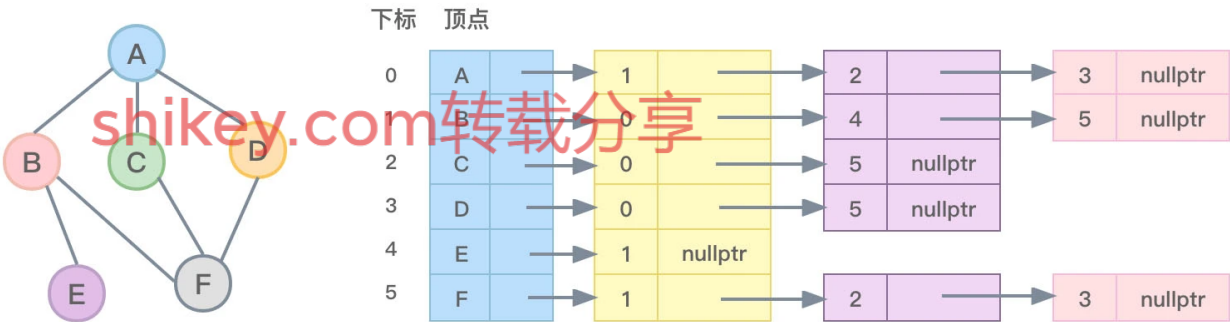 下标 顶点
A
B
C
D
E
F
0 A 1 2 3 nullptr
1 B 0 4 5 nullptr
2 C 0 5 nullptr
3 D 0 5 nullptr
4 E 1 nullptr
5 F 1 2 3 nullptr
shikey.com转载分享